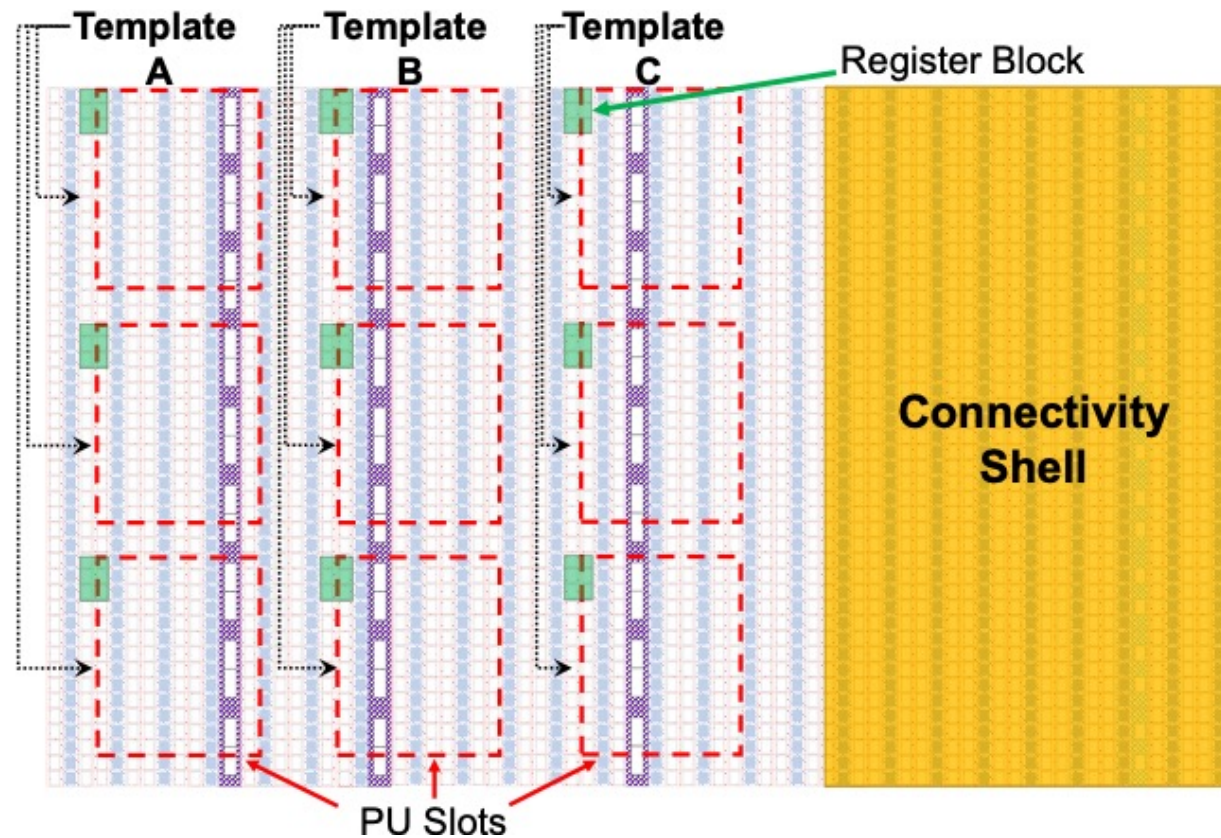 Template
A
Template
B
Template
C
Register Block
Connectivity
Shell
PU Slots